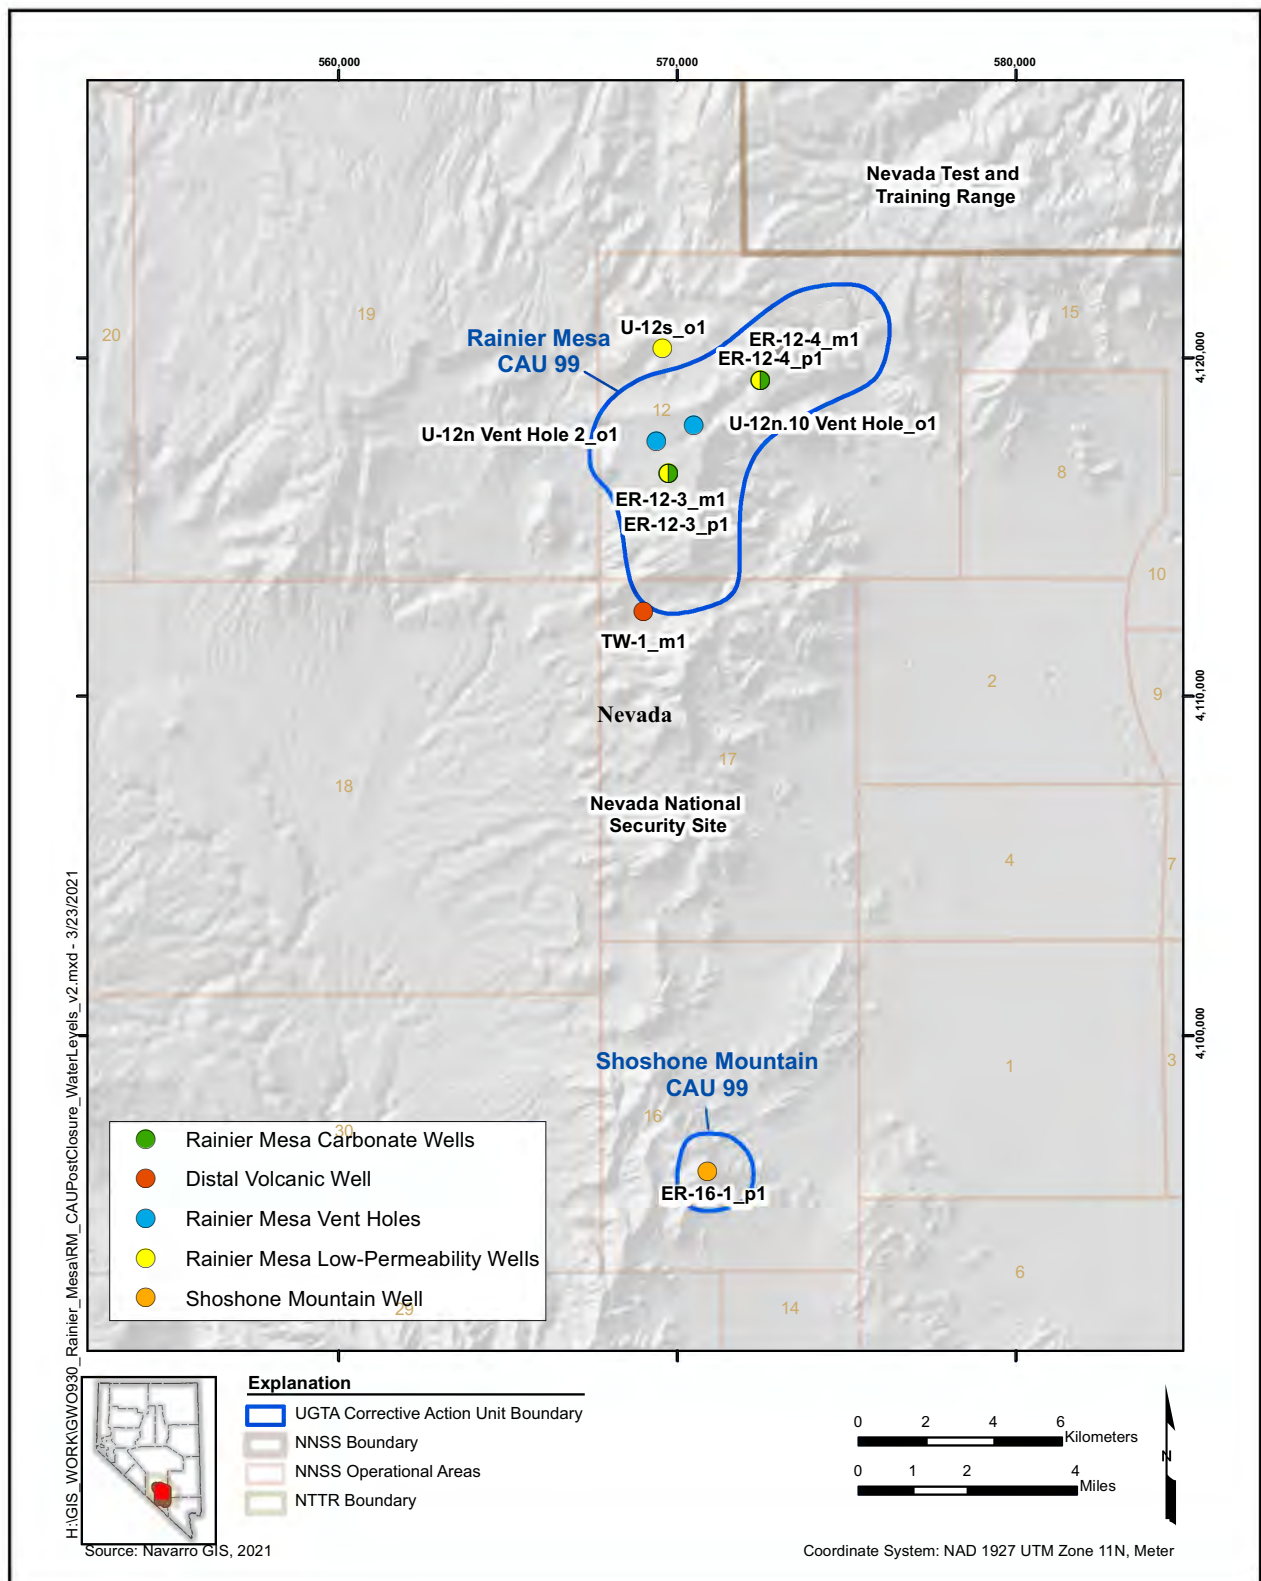 560,000
570,000
580,000
Nevada Test and
Training Range
15
19
20
U-12s_o1
Rainier Mesa
CAU 99
ER-12-4_m1
ER-12-4_p1
4,120,000
12
U-12n.10 Vent Hole_o1
U-12n Vent Hole 2_o1
8
ER-12-3_m1
ER-12-3_p1
10
TW-1_m1
2
9
4,110,000
Nevada
17
18
Nevada National
Security Site
4
7
4,100,000
Shoshone Mountain
CAU 99
1
3
16
30
ER-16-1_p1
Rainier Mesa Carbonate Wells
Distal Volcanic Well
Rainier Mesa Vent Holes
Rainier Mesa Low-Permeability Wells
Shoshone Mountain Well
29
14
6
H:\GIS_WORK\GWO930_Rainier_Mesa\RM_CAUPostClosure_WaterLevels_v2.mxd - 3/23/2021
Explanation
UGTA Corrective Action Unit Boundary
NNSS Boundary
NNSS Operational Areas
NTTR Boundary
0 2 4 6
Kilometers
0 1 2 4
Miles
N
Source: Navarro GIS, 2021
Coordinate System: NAD 1927 UTM Zone 11N, Meter